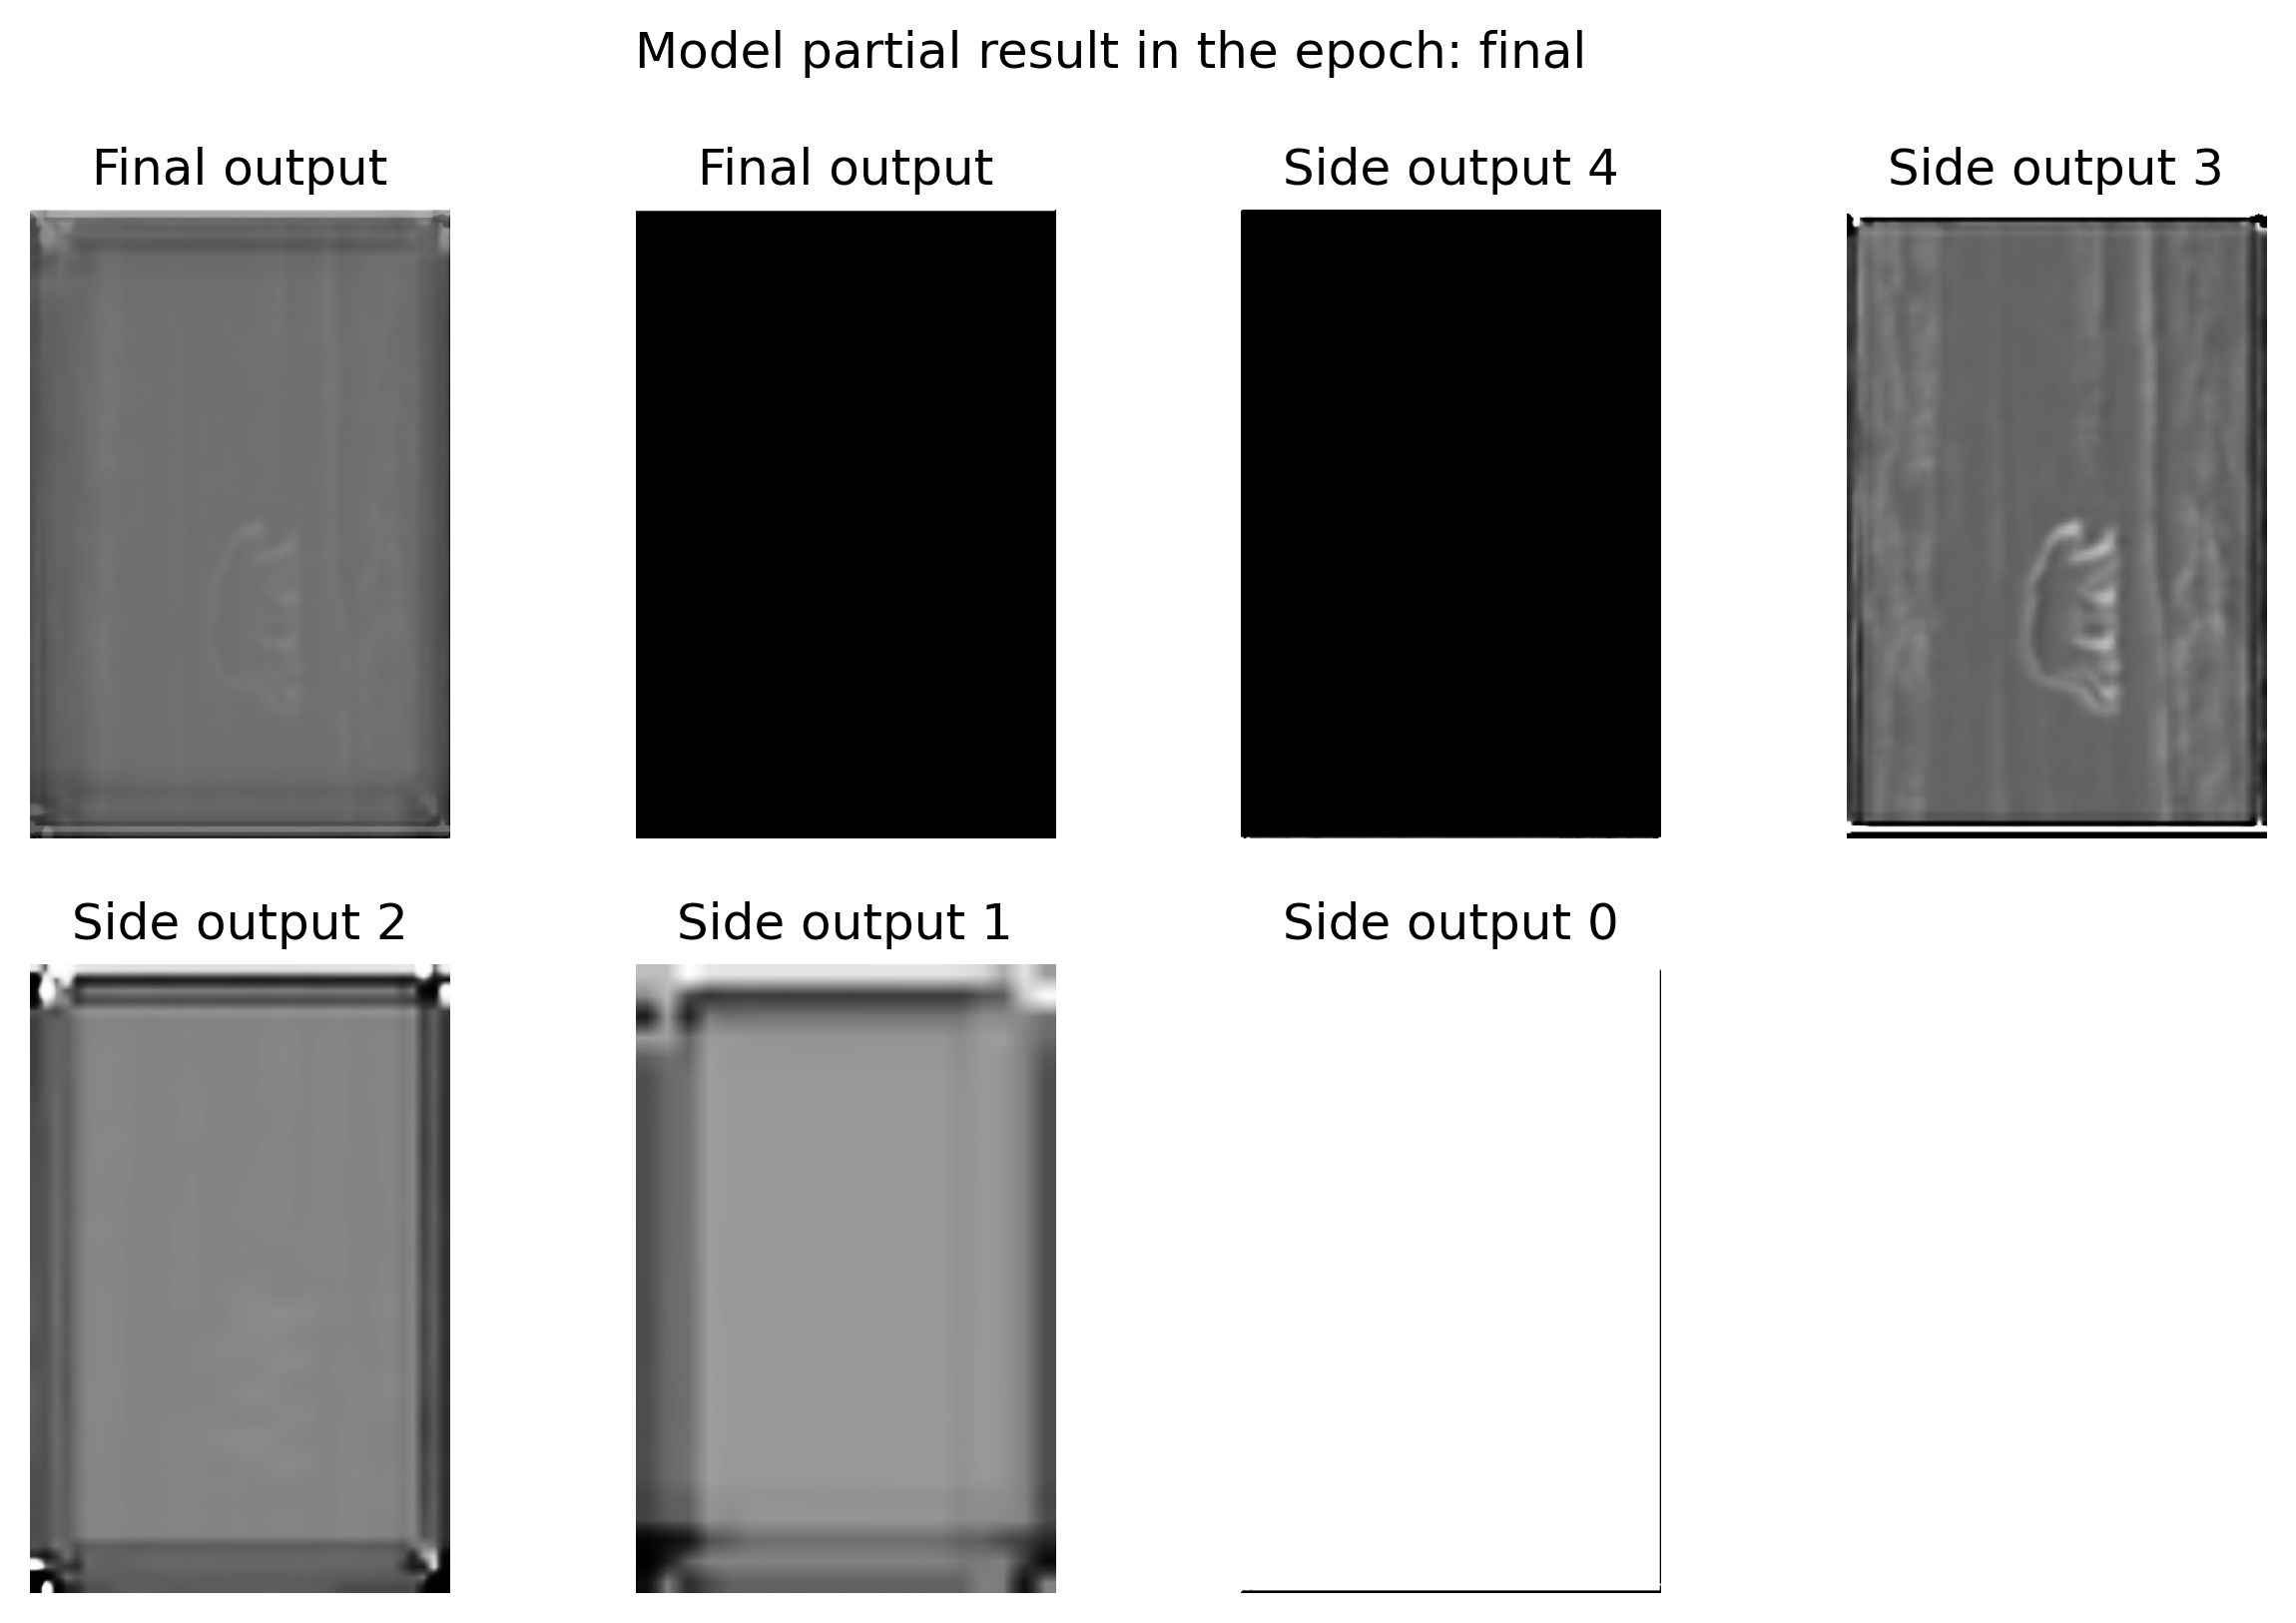 Model partial result in the epoch: final
Final output
Final output
Side output 4
Side output 3
Side output 2
Side output 1
Side output 0